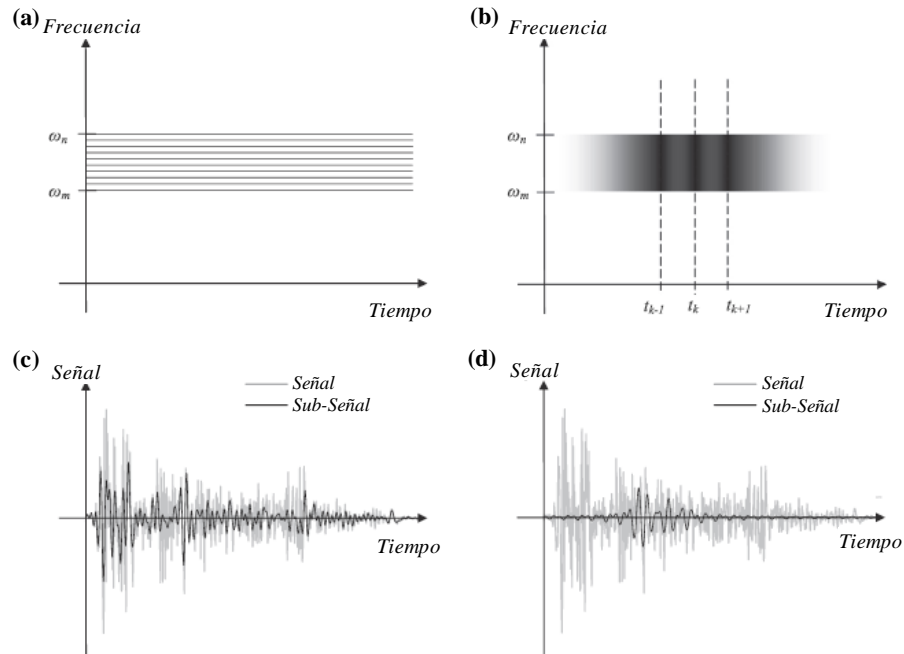 (a)
Frecuencia
ωn
ωm
Tiempo
(b)
Frecuencia
ωn
ωm
tk-1 tk tk+1
Tiempo
(c)
Señal
Señal
Sub-Señal
Tiempo
(d)
Señal
Señal
Sub-Señal
Tiempo